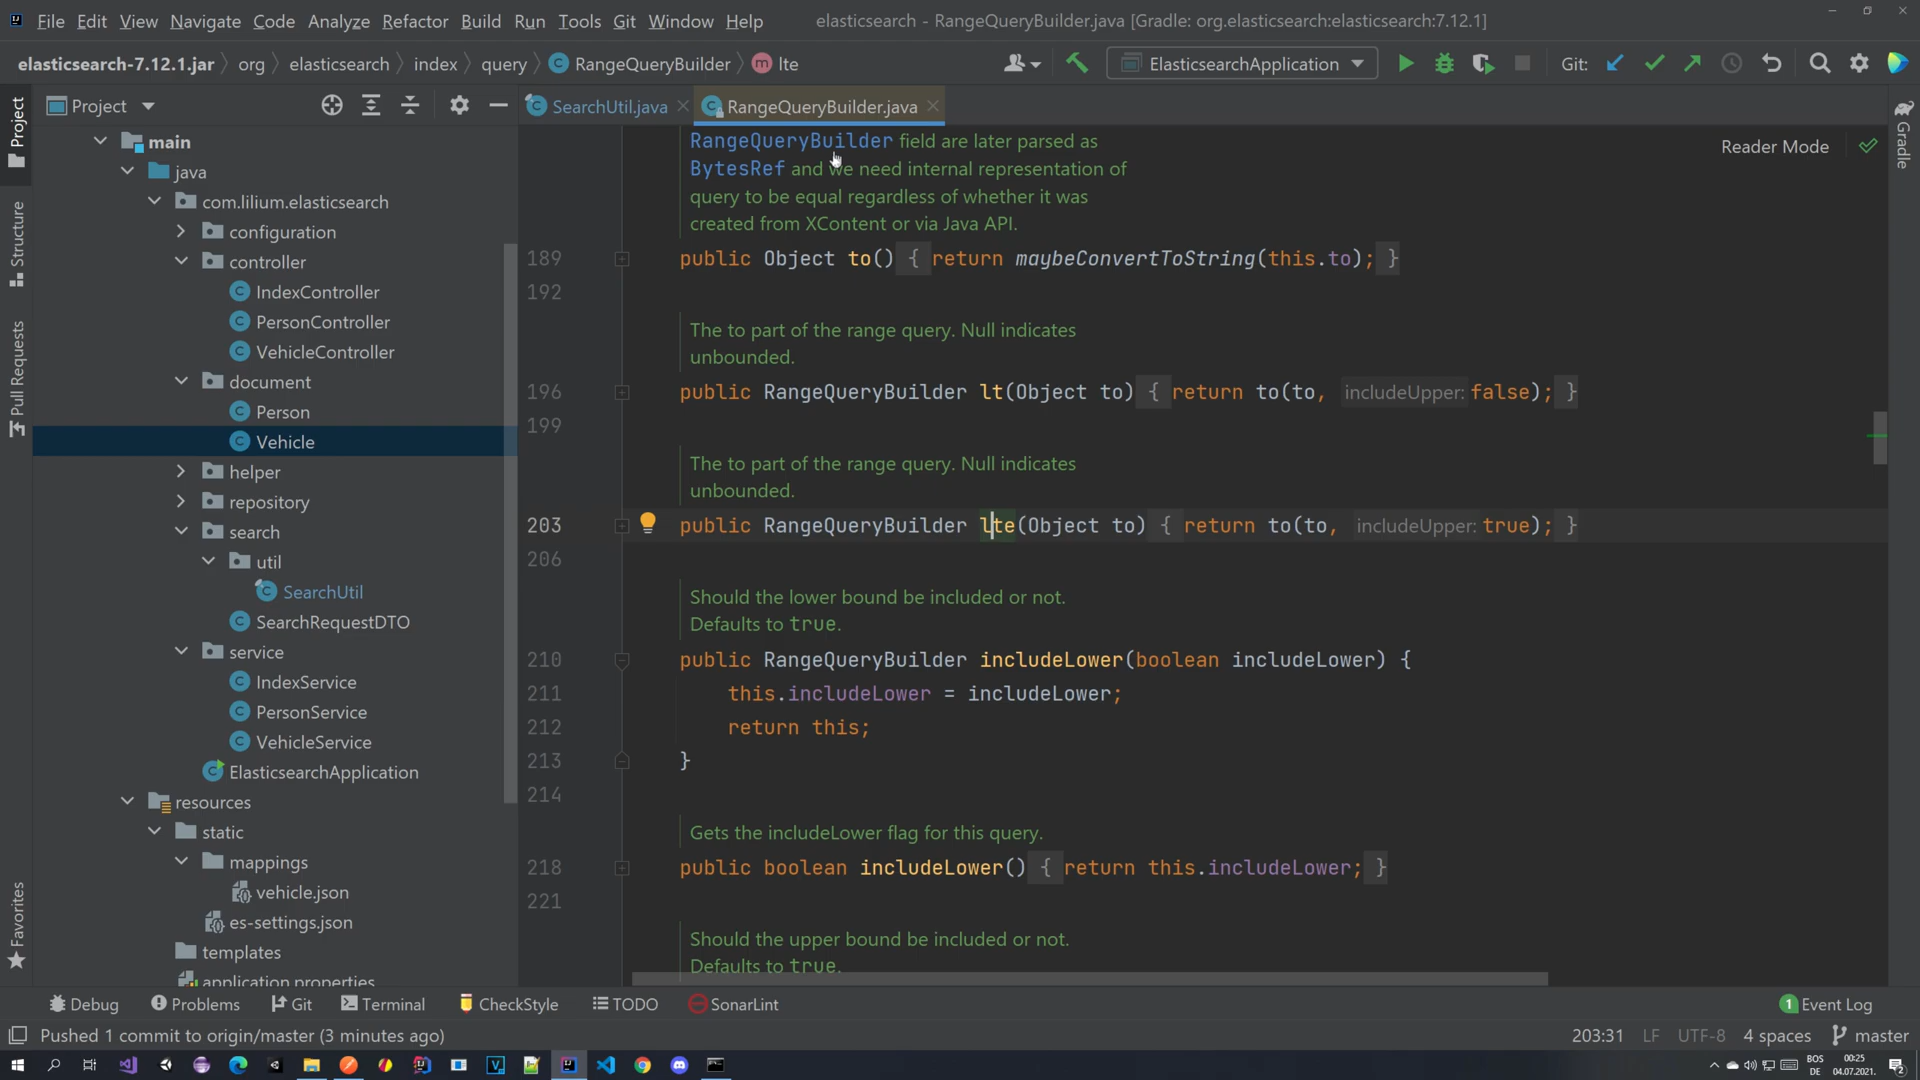 File Edit View Navigate Code Analyze Refactor Build Run Tools Git Window Help elasticsearch - RangeQueryBuilder.java [Gradle: org.elasticsearch:elasticsearch:7.12.1]
elasticsearch-7.12.1.jar org elasticsearch index query RangeQueryBuilder lte ElasticsearchApplication Git:
Project SearchUtil.java RangeQueryBuilder.java
Project
Structure
Pull Requests
Favorites
Gradle
main
java
com.lilium.elasticsearch
configuration
controller
IndexController
PersonController
VehicleController
document
Person
Vehicle
helper
repository
search
util
SearchUtil
SearchRequestDTO
service
IndexService
PersonService
VehicleService
ElasticsearchApplication
resources
static
mappings
vehicle.json
es-settings.json
templates
application.properties
Reader Mode
RangeQueryBuilder field are later parsed as
BytesRef and we need internal representation of
query to be equal regardless of whether it was
created from XContent or via Java API.
189 public Object to() { return maybeConvertToString(this.to); }
192
The to part of the range query. Null indicates
unbounded.
196 public RangeQueryBuilder lt(Object to) { return to(to, includeUpper: false); }
199
The to part of the range query. Null indicates
unbounded.
203 public RangeQueryBuilder lte(Object to) { return to(to, includeUpper: true); }
206
Should the lower bound be included or not.
Defaults to true.
210 public RangeQueryBuilder includeLower(boolean includeLower) {
211 this.includeLower = includeLower;
212 return this;
213 }
214
Gets the includeLower flag for this query.
218 public boolean includeLower() { return this.includeLower; }
221
Should the upper bound be included or not.
Defaults to true.
Debug Problems Git Terminal CheckStyle TODO SonarLint 1 Event Log
Pushed 1 commit to origin/master (3 minutes ago) 203:31 LF UTF-8 4 spaces master
BOS 00:25
DE 04.07.2021. 2